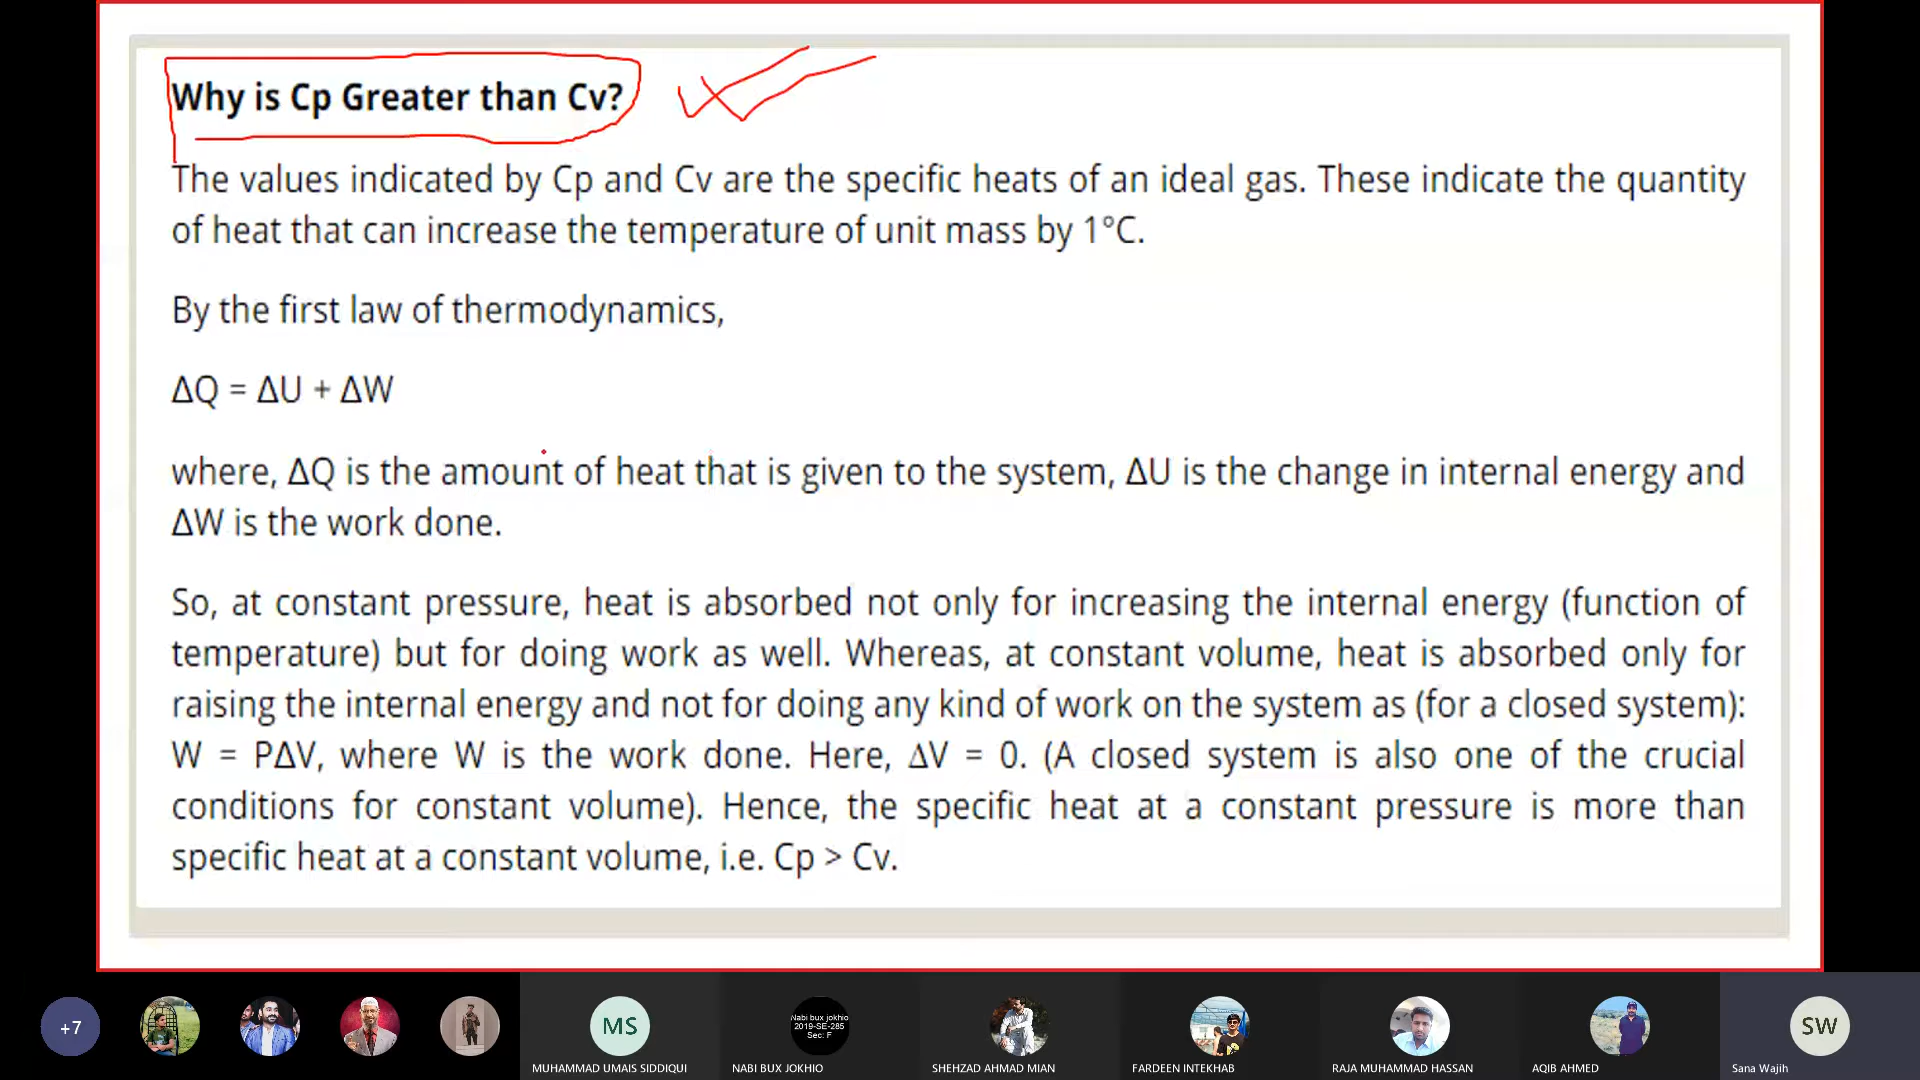 Why is Cp Greater than Cv?
The values indicated by Cp and Cv are the specific heats of an ideal gas. These indicate the quantity
of heat that can increase the temperature of unit mass by 1°C.
By the first law of thermodynamics,
ΔQ = ΔU + ΔW
where, ΔQ is the amount of heat that is given to the system, ΔU is the change in internal energy and
ΔW is the work done.
So, at constant pressure, heat is absorbed not only for increasing the internal energy (function of
temperature) but for doing work as well. Whereas, at constant volume, heat is absorbed only for
raising the internal energy and not for doing any kind of work on the system as (for a closed system):
W = PΔV, where W is the work done. Here, ΔV = 0. (A closed system is also one of the crucial
conditions for constant volume). Hence, the specific heat at a constant pressure is more than
specific heat at a constant volume, i.e. Cp > Cv.
+7
MS
Nabi bux jokhio
2019-SE-285
Sec: F
SW
MUHAMMAD UMAIS SIDDIQUI
NABI BUX JOKHIO
SHEHZAD AHMAD MIAN
FARDEEN INTEKHAB
RAJA MUHAMMAD HASSAN
AQIB AHMED
Sana Wajih